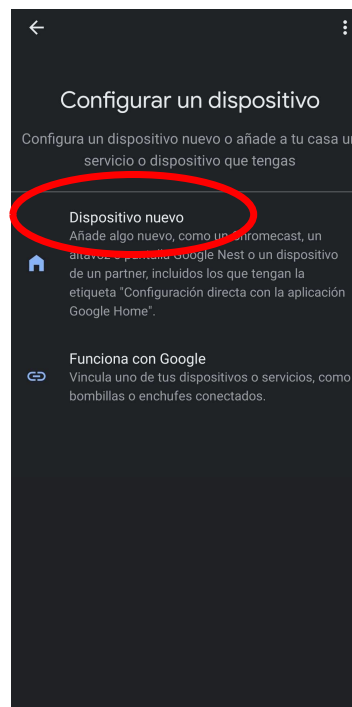 Configurar un dispositivo
Configura un dispositivo nuevo o añade a tu casa un
servicio o dispositivo que tengas
Dispositivo nuevo
Añade algo nuevo, como un Chromecast, un
altavoz o pantalla Google Nest o un dispositivo
de un partner, incluidos los que tengan la
etiqueta "Configuración directa con la aplicación
Google Home".
Funciona con Google
Vincula uno de tus dispositivos o servicios, como
bombillas o enchufes conectados.